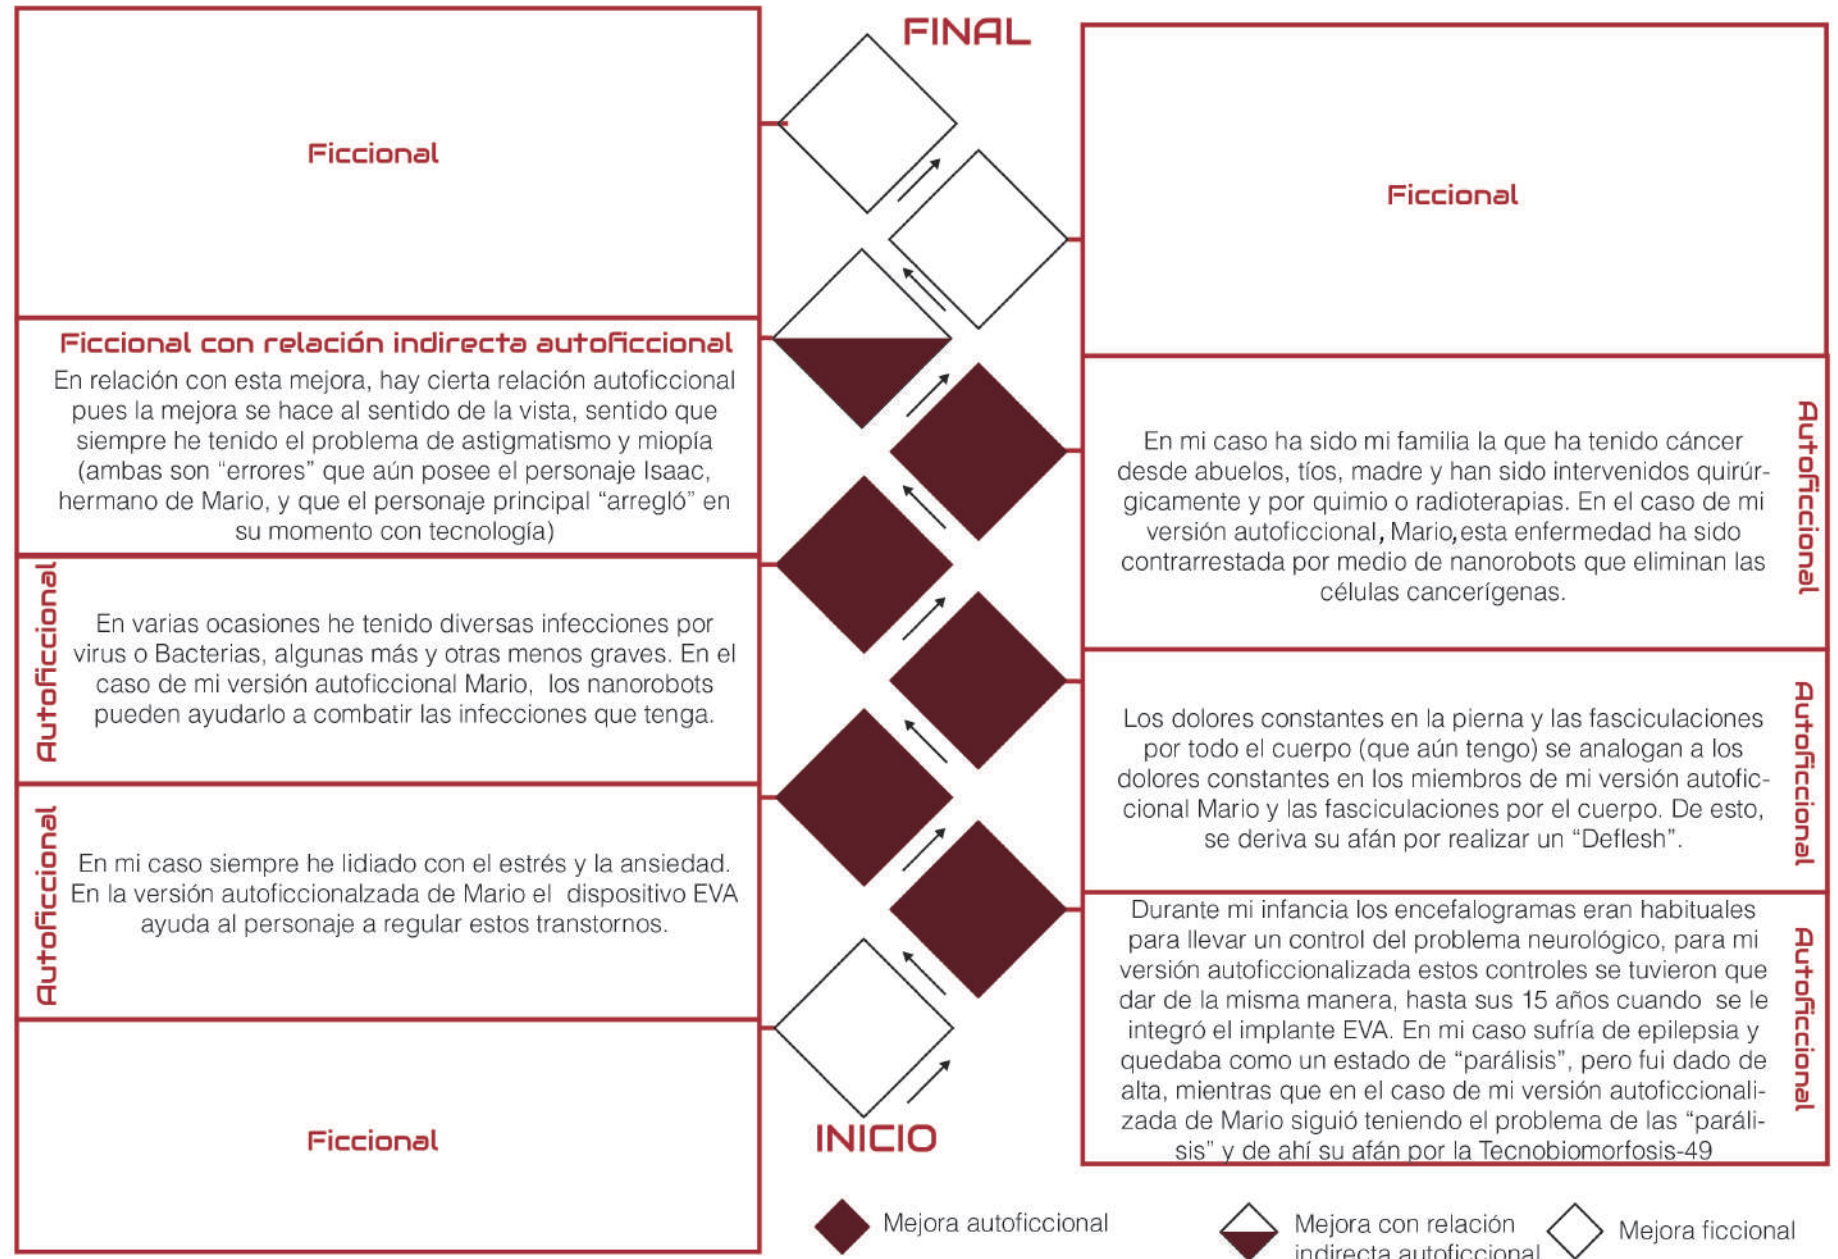 FINAL
Ficcional
Ficcional
Ficcional con relación indirecta autoficcional
En relación con esta mejora, hay cierta relación autoficcional
pues la mejora se hace al sentido de la vista, sentido que
siempre he tenido el problema de astigmatismo y miopía
(ambas son “errores” que aún posee el personaje Isaac,
hermano de Mario, y que el personaje principal “arregló” en
su momento con tecnología)
Autoficcional
En mi caso ha sido mi familia la que ha tenido cáncer
desde abuelos, tíos, madre y han sido intervenidos quirúr-
gicamente y por quimio o radioterapias. En el caso de mi
versión autoficcional, Mario, esta enfermedad ha sido
contrarrestada por medio de nanorobots que eliminan las
células cancerígenas.
Autoficcional
En varias ocasiones he tenido diversas infecciones por
virus o Bacterias, algunas más y otras menos graves. En el
caso de mi versión autoficcional Mario, los nanorobots
pueden ayudarlo a combatir las infecciones que tenga.
Autoficcional
Los dolores constantes en la pierna y las fasciculaciones
por todo el cuerpo (que aún tengo) se analogan a los
dolores constantes en los miembros de mi versión autofic-
cional Mario y las fasciculaciones por el cuerpo. De esto,
se deriva su afán por realizar un “Deflesh”.
Autoficcional
En mi caso siempre he lidiado con el estrés y la ansiedad.
En la versión autoficcionalzada de Mario el dispositivo EVA
ayuda al personaje a regular estos transtornos.
Autoficcional
Durante mi infancia los encefalogramas eran habituales
para llevar un control del problema neurológico, para mi
versión autoficcionalizada estos controles se tuvieron que
dar de la misma manera, hasta sus 15 años cuando se le
integró el implante EVA. En mi caso sufría de epilepsia y
quedaba como un estado de “parálisis”, pero fui dado de
alta, mientras que en el caso de mi versión autoficcionali-
zada de Mario siguió teniendo el problema de las “paráli-
sis” y de ahí su afán por la Tecnobiomorfosis-49
Ficcional
INICIO
Mejora autoficcional
Mejora con relación
indirecta autoficcional
Mejora ficcional